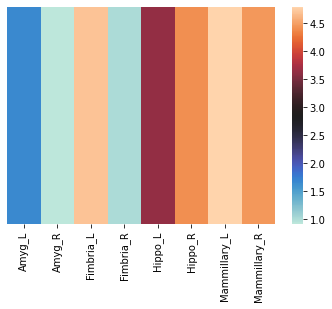 4.5
4.0
3.5
3.0
2.5
2.0
1.5
1.0
Amyg_L
Amyg_R
Fimbria_L
Fimbria_R
Hippo_L
Hippo_R
Mammillary_L
Mammillary_R